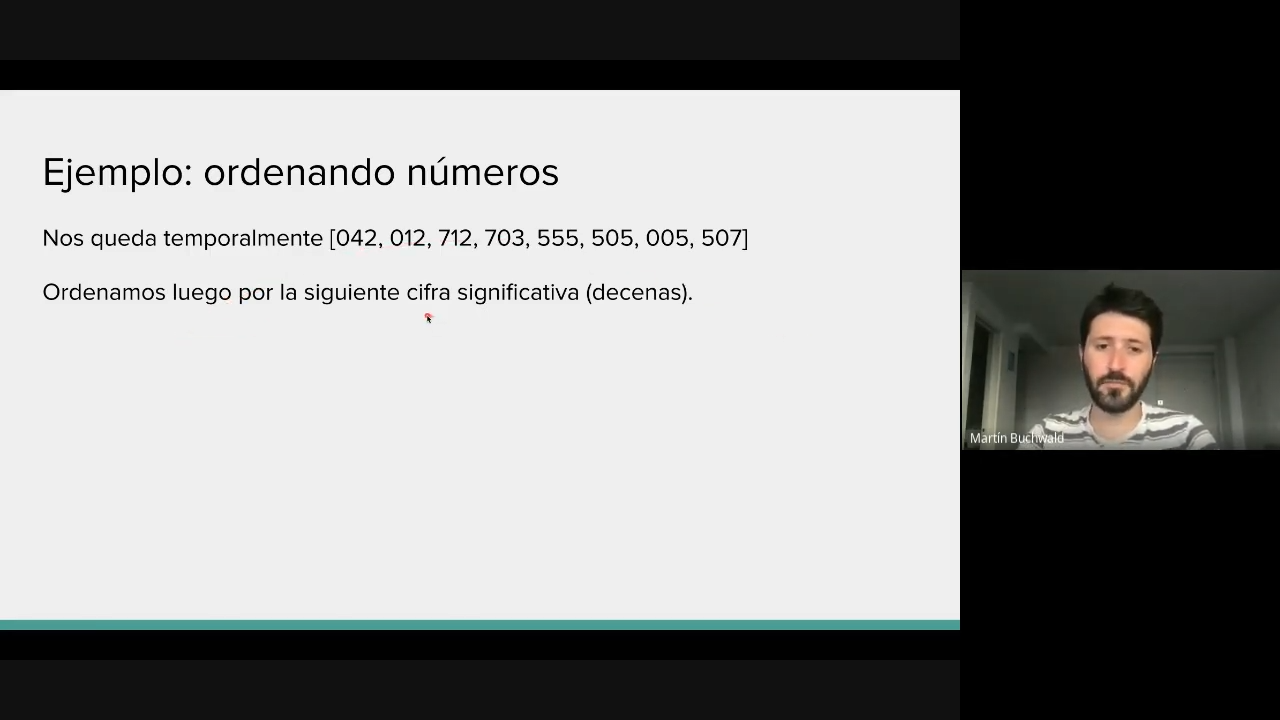 Ejemplo: ordenando números
Nos queda temporalmente [042, 012, 712, 703, 555, 505, 005, 507]
Ordenamos luego por la siguiente cifra significativa (decenas).
Martín Buchwald